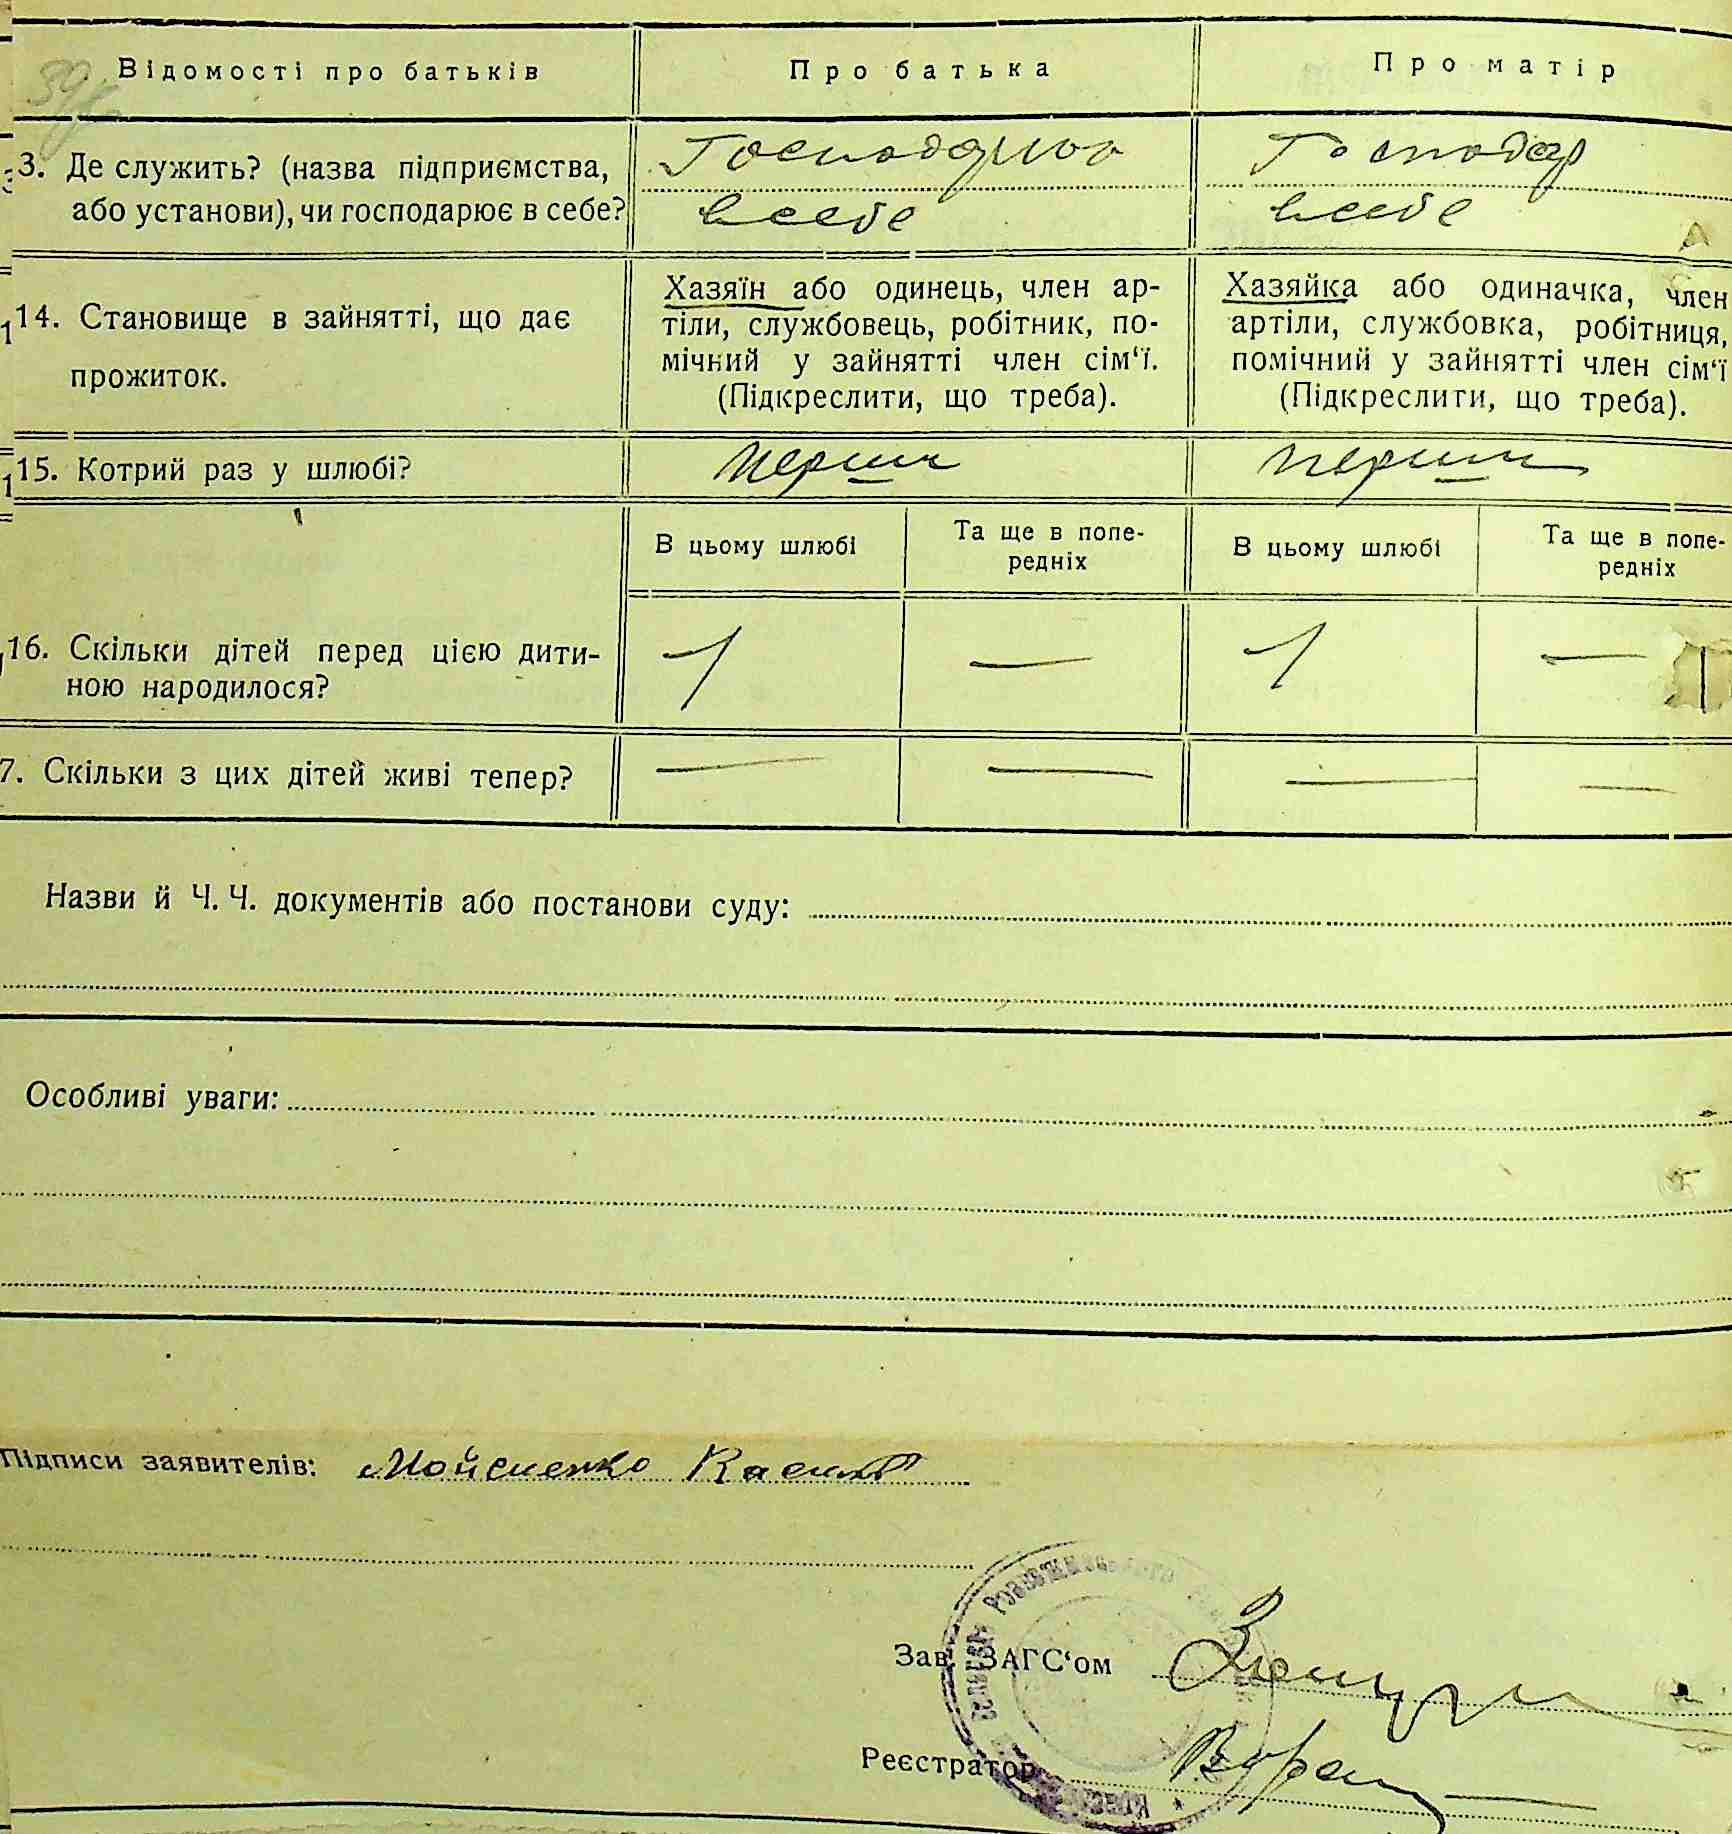 Відомості про батьків
Про батька
Про матір
3. Де служить? (назва підприємства,
або установи), чи господарює в себе?
Господарює
в себе
Господар
в себе
14. Становище в зайнятті, що дає
прожиток.
Хазяїн або одинець, член ар-
тіли, службовець, робітник, по-
мічний у зайнятті член сім‘ї.
(Підкреслити, що треба).
Хазяйка або одиначка, член
артіли, службовка, робітниця,
помічний у зайнятті член сім‘ї
(Підкреслити, що треба).
15. Котрий раз у шлюбі?
перший
перший
В цьому шлюбі
Та ще в попе-
редніх
В цьому шлюбі
Та ще в попе-
редніх
16. Скільки дітей перед цією дити-
ною народилося?
1
—
1
—
7. Скільки з цих дітей живі тепер?
—
—
—
—
Назви й Ч. Ч. документів або постанови суду:
Особливі уваги:
Підписи заявителів: Мойсиенко Василь
Зав. ЗАГС‘ом
Реєстратор